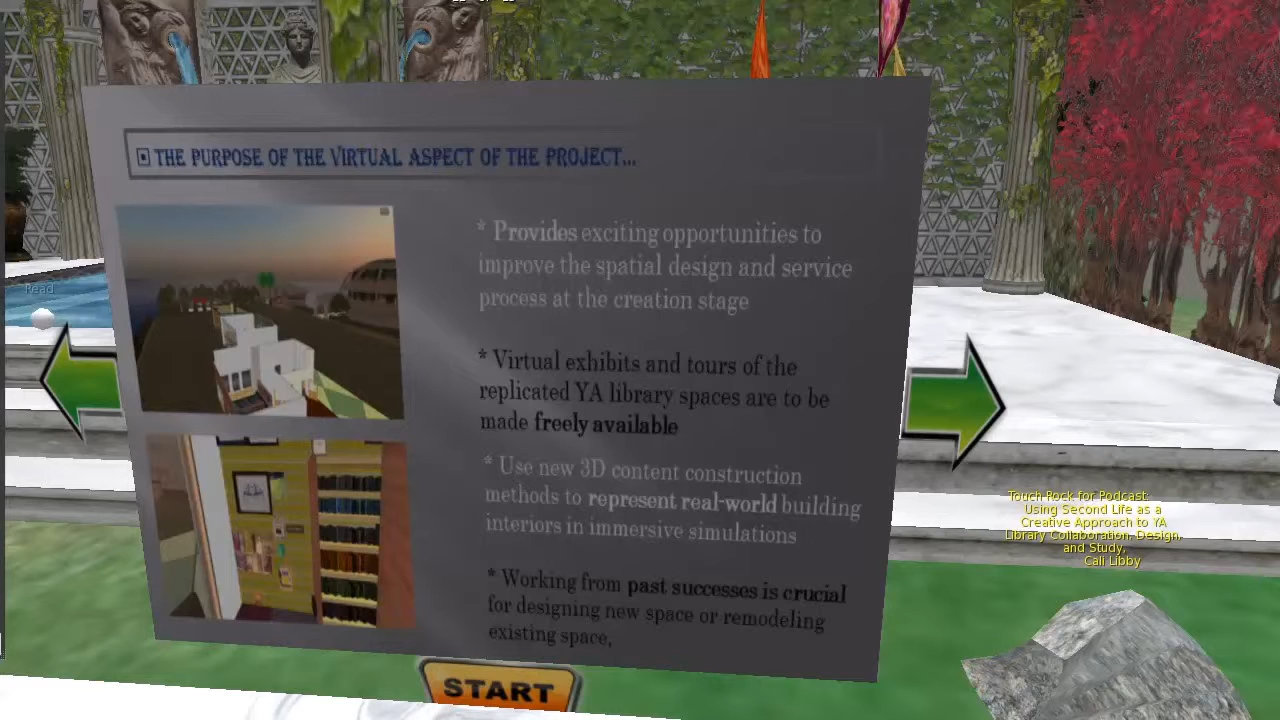 THE PURPOSE OF THE VIRTUAL ASPECT OF THE PROJECT...
* Provides exciting opportunities to
improve the spatial design and service
process at the creation stage
* Virtual exhibits and tours of the
replicated YA library spaces are to be
made freely available
* Use new 3D content construction
methods to represent real-world building
interiors in immersive simulations
* Working from past successes is crucial
for designing new space or remodeling
existing space,
START
Read
Touch Rock for Podcast:
Using Second Life as a
Creative Approach to YA
Library Collaboration, Design,
and Study,
Cali Libby